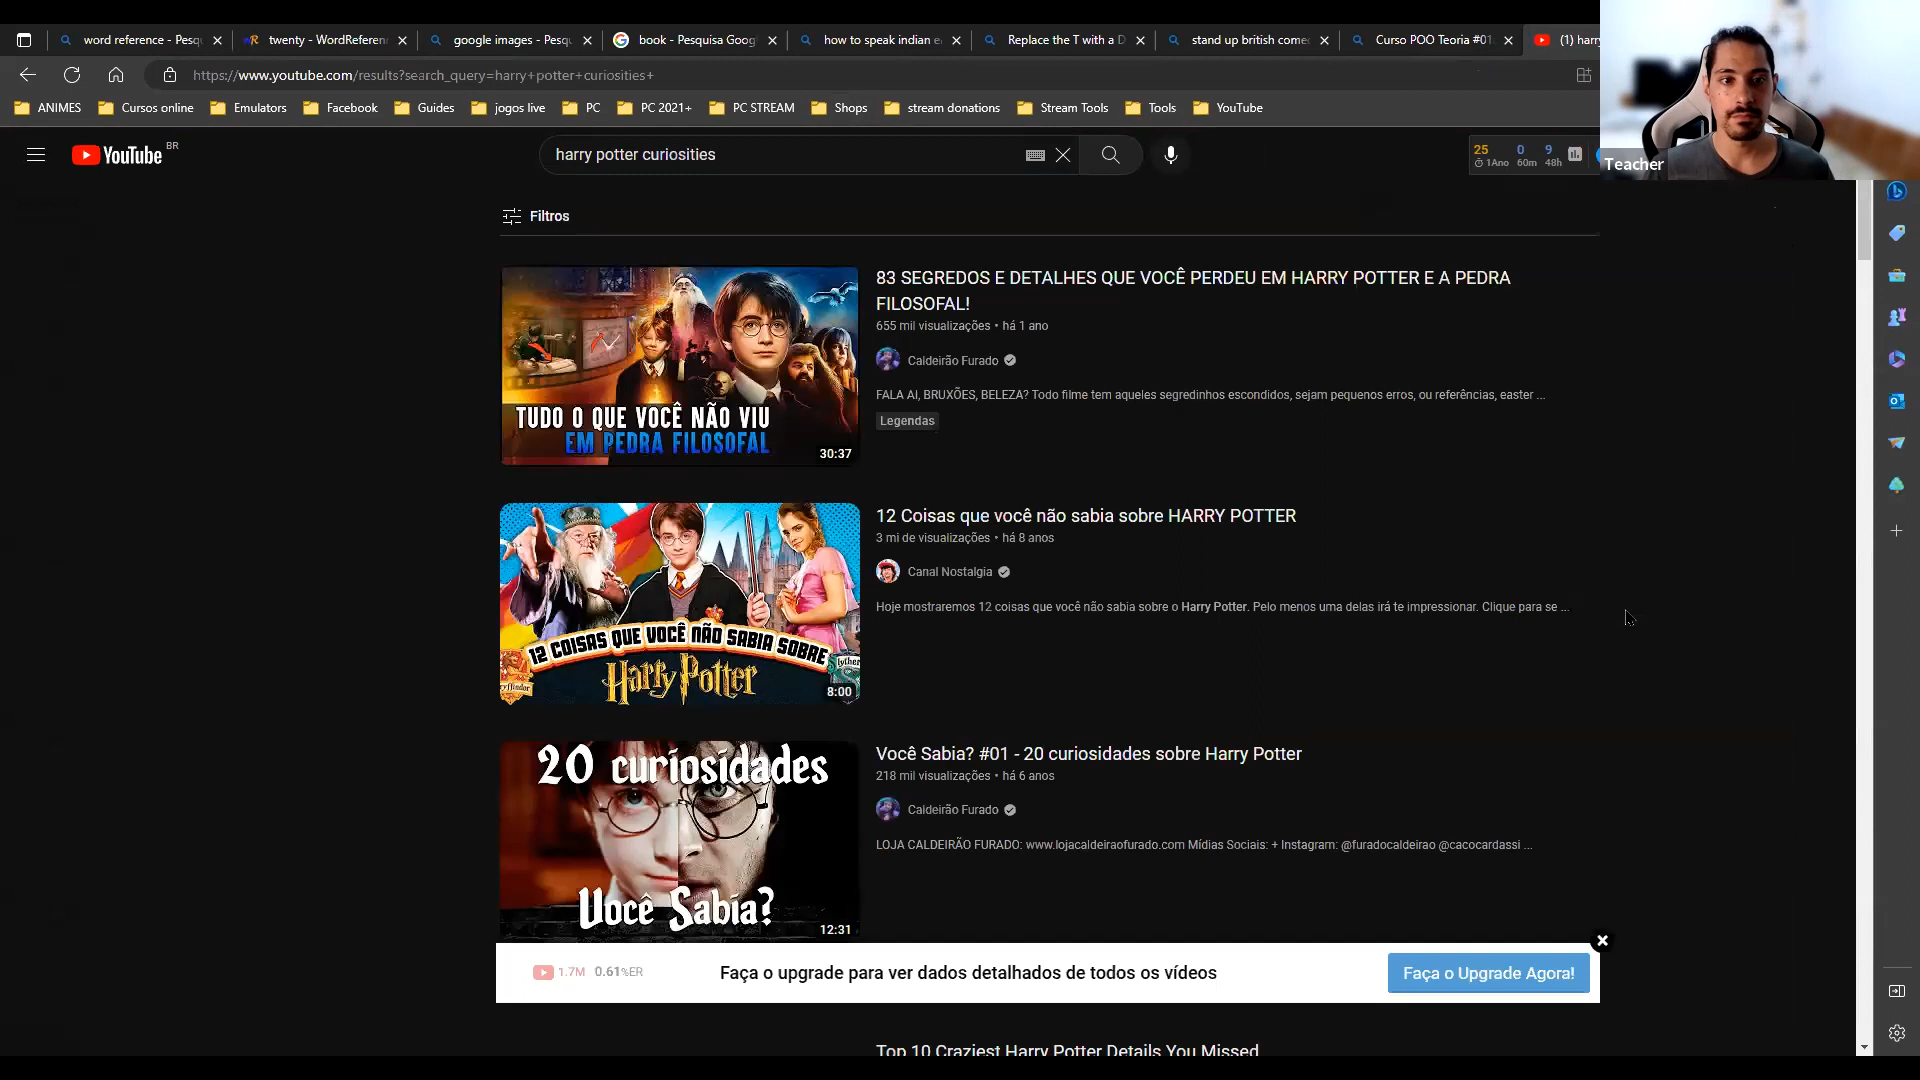 word reference - Pesq
twenty - WordReferen
google images - Pesqu
book - Pesquisa Goog
how to speak indian e
Replace the T with a D
stand up british come
Curso POO Teoria #01
(1) harry
https://www.youtube.com/results?search_query=harry+potter+curiosities+
ANIMES
Cursos online
Emulators
Facebook
Guides
jogos live
PC
PC 2021+
PC STREAM
Shops
stream donations
Stream Tools
Tools
YouTube
YouTube BR
harry potter curiosities
25 0 9
1Ano 60m 48h
Teacher
Filtros
83 SEGREDOS E DETALHES QUE VOCÊ PERDEU EM HARRY POTTER E A PEDRA
FILOSOFAL!
655 mil visualizações • há 1 ano
Caldeirão Furado
FALA AI, BRUXÕES, BELEZA? Todo filme tem aqueles segredinhos escondidos, sejam pequenos erros, ou referências, easter ...
Legendas
TUDO O QUE VOCÊ NÃO VIU
EM PEDRA FILOSOFAL
30:37
12 Coisas que você não sabia sobre HARRY POTTER
3 mi de visualizações • há 8 anos
Canal Nostalgia
Hoje mostraremos 12 coisas que você não sabia sobre o Harry Potter. Pelo menos uma delas irá te impressionar. Clique para se ...
12 COISAS QUE VOCÊ NÃO SABIA SOBRE
Harry Potter
8:00
Você Sabia? #01 - 20 curiosidades sobre Harry Potter
218 mil visualizações • há 6 anos
Caldeirão Furado
LOJA CALDEIRÃO FURADO: www.lojacaldeiraofurado.com Mídias Sociais: + Instagram: @furadocaldeirao @cacocardassi ...
20 curiosidades
Você Sabia?
12:31
1.7M 0.61%ER
Faça o upgrade para ver dados detalhados de todos os vídeos
Faça o Upgrade Agora!
Top 10 Craziest Harry Potter Details You Missed